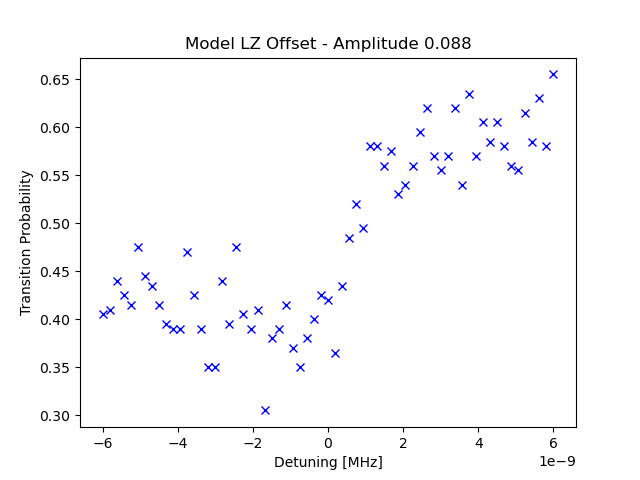 Model LZ Offset - Amplitude 0.088
Transition Probability
0.65
0.60
0.55
0.50
0.45
0.40
0.35
0.30
−6 −4 −2 0 2 4 6
1e−9
Detuning [MHz]